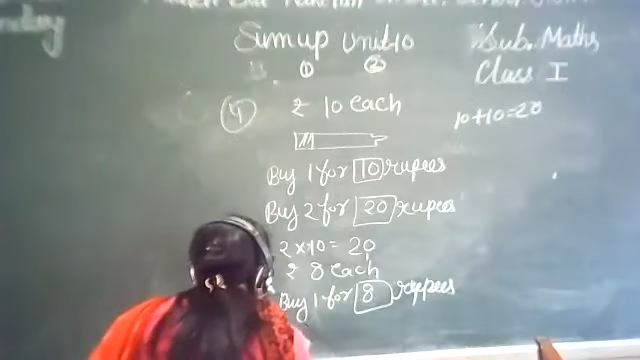 Sum up Unit 10
Sub. Maths
① ②
Class I
④ ₹ 10 each
10+10=20
Buy 1 for 10 rupees
Buy 2 for 20 rupees
2×10= 20
₹ 8 each
Buy 1 for 8 rupees